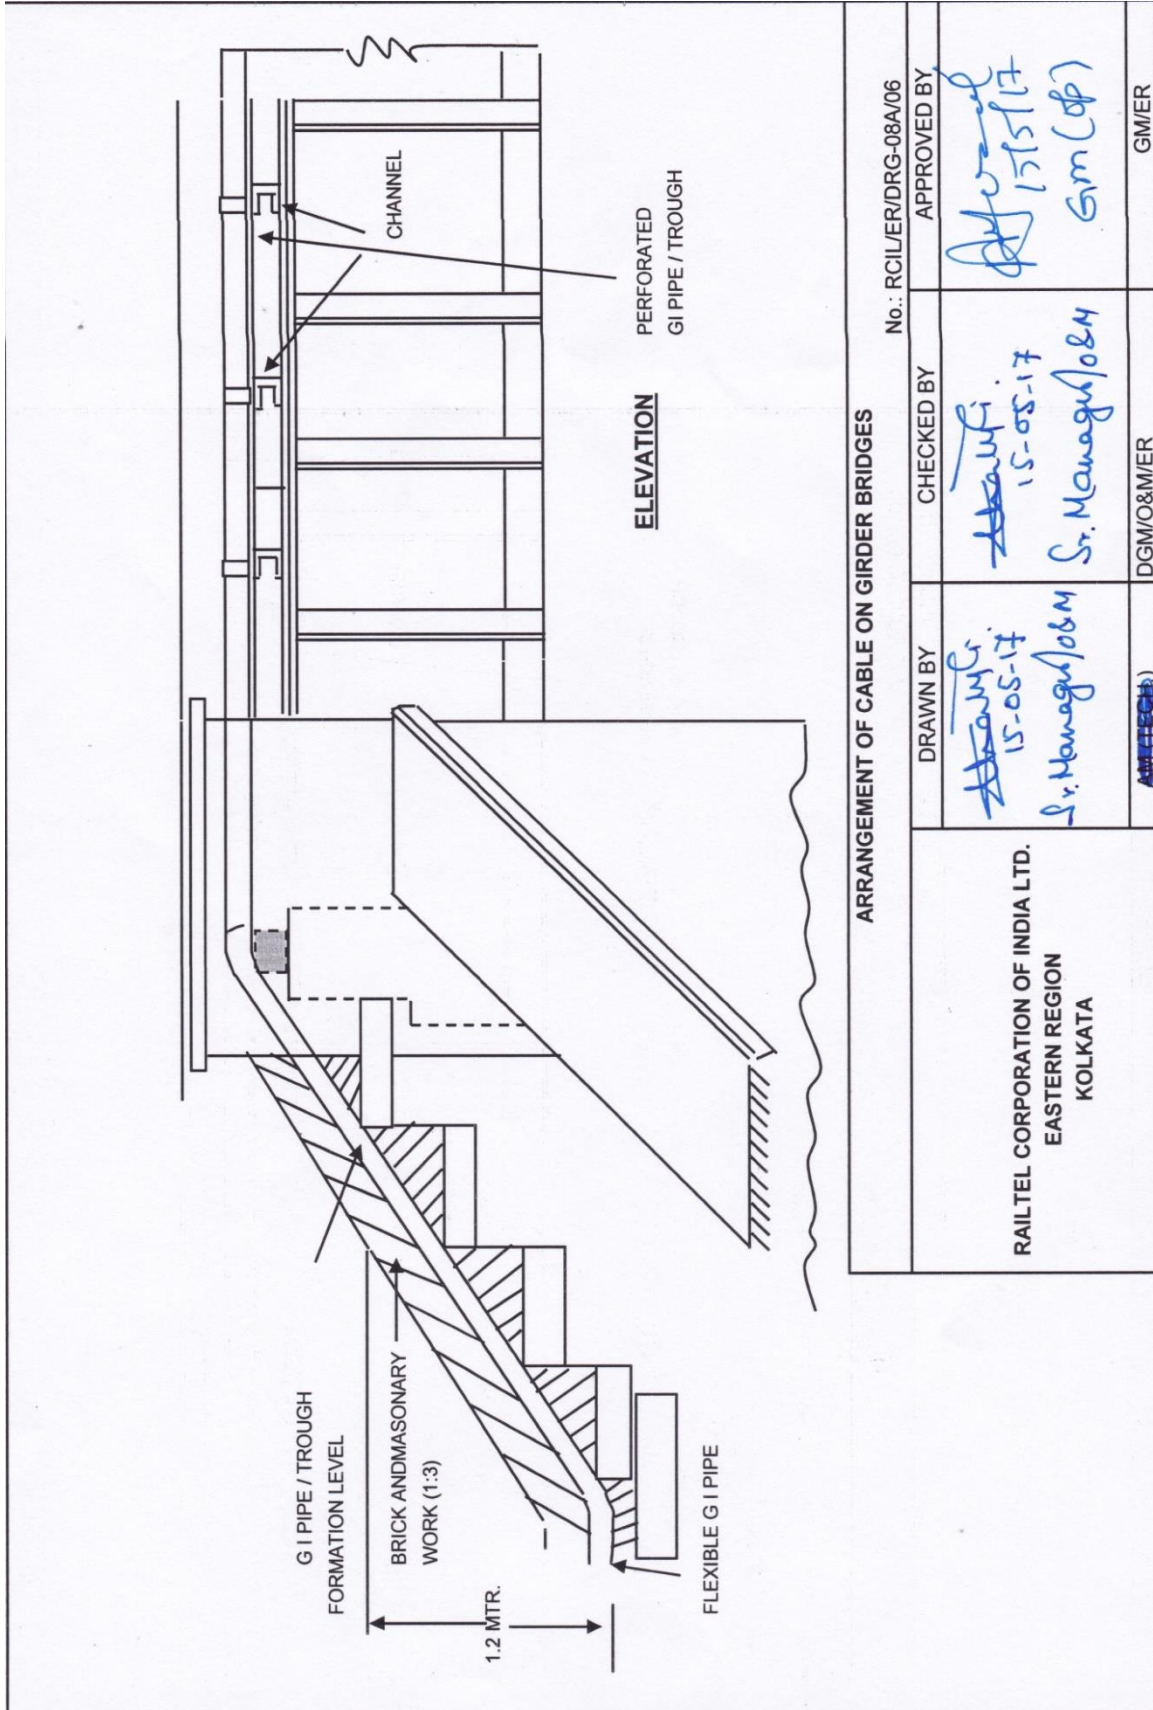 G I PIPE / TROUGH
FORMATION LEVEL
BRICK ANDMASONARY
WORK (1:3)
1.2 MTR.
FLEXIBLE G I PIPE
CHANNEL
PERFORATED
GI PIPE / TROUGH
ELEVATION
ARRANGEMENT OF CABLE ON GIRDER BRIDGES
No.: RCIL/ER/DRG-08A/06
RAILTEL CORPORATION OF INDIA LTD.
EASTERN REGION
KOLKATA
DRAWN BY
15-05-17
Sr. Manager/O&M
CHECKED BY
15-05-17
Sr. Manager/O&M
DGM/O&M/ER
APPROVED BY
15/5/17
GM(OP)
GM/ER